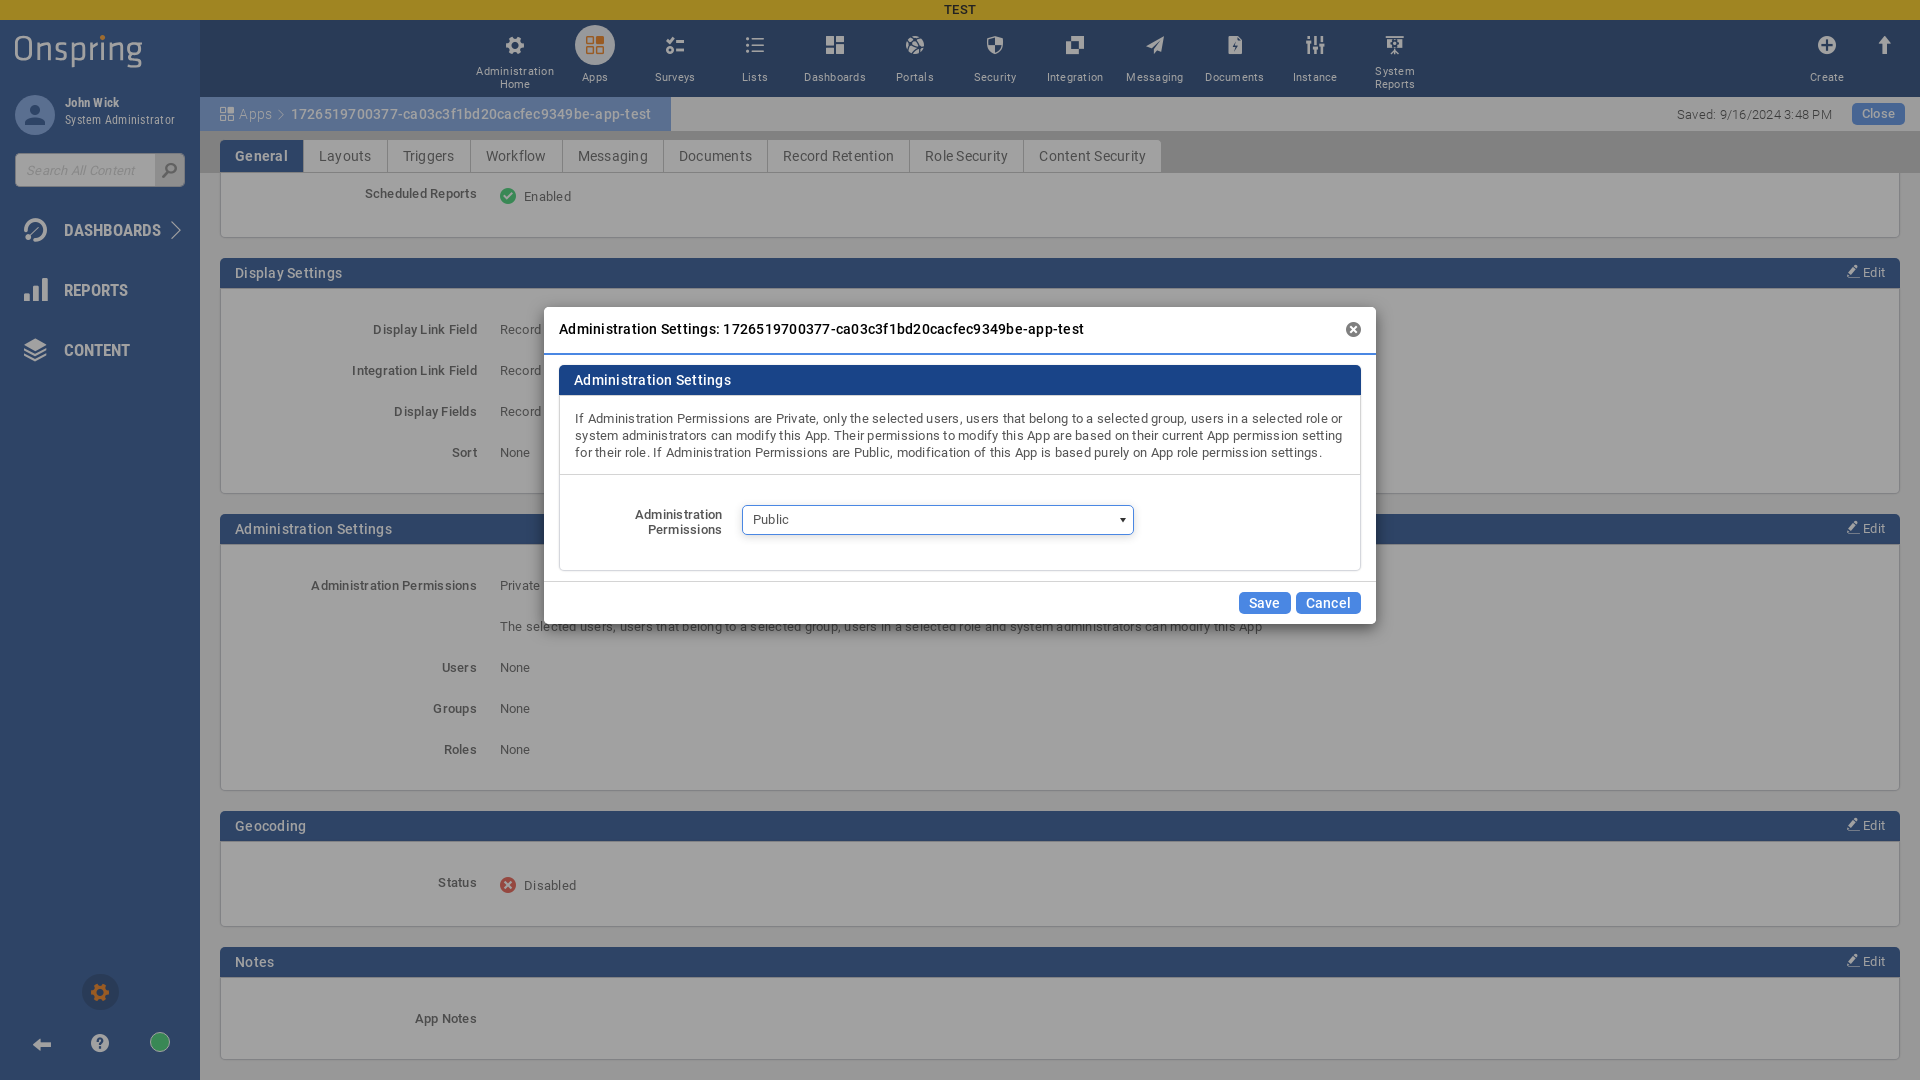 TEST
Onspring
John Wick
System Administrator
Search All Content
DASHBOARDS
REPORTS
CONTENT
Administration Home
Apps
Surveys
Lists
Dashboards
Portals
Security
Integration
Messaging
Documents
Instance
System Reports
Create
Apps 1726519700377-ca03c3f1bd20cacfec9349be-app-test
Saved: 9/16/2024 3:48 PM
Close
General Layouts Triggers Workflow Messaging Documents Record Retention Role Security Content Security
Scheduled Reports Enabled
Display Settings Edit
Display Link Field Record
Integration Link Field Record
Display Fields Record
Sort None
Administration Settings: 1726519700377-ca03c3f1bd20cacfec9349be-app-test
Administration Settings
If Administration Permissions are Private, only the selected users, users that belong to a selected group, users in a selected role or
system administrators can modify this App. Their permissions to modify this App are based on their current App permission setting
for their role. If Administration Permissions are Public, modification of this App is based purely on App role permission settings.
Administration
Permissions
Public
Save Cancel
Administration Settings Edit
Administration Permissions Private
The selected users, users that belong to a selected group, users in a selected role and system administrators can modify this App
Users None
Groups None
Roles None
Geocoding Edit
Status Disabled
Notes Edit
App Notes